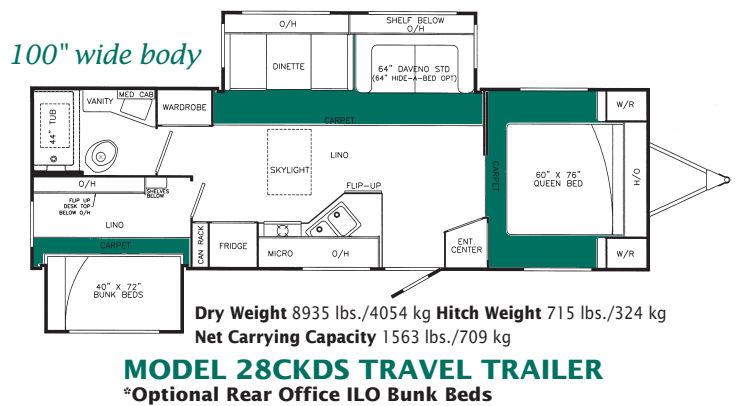 100" wide body
O/H
SHELF BELOW
O/H
DINETTE
64" DAVENO STD
(64" HIDE-A-BED OPT)
MED CAB
VANITY
WARDROBE
44" TUB
CARPET
W/R
LINO
SKYLIGHT
60" X 76"
QUEEN BED
H/O
CARPET
O/H
SHELVES
BELOW
FLIP UP
DESK TOP
BELOW O/H
FLIP-UP
LINO
CARPET
CAN RACK
FRIDGE
MICRO
O/H
ENT.
CENTER
W/R
40" X 72"
BUNK BEDS
Dry Weight 8935 lbs./4054 kg Hitch Weight 715 lbs./324 kg
Net Carrying Capacity 1563 lbs./709 kg
MODEL 28CKDS TRAVEL TRAILER
*Optional Rear Office ILO Bunk Beds